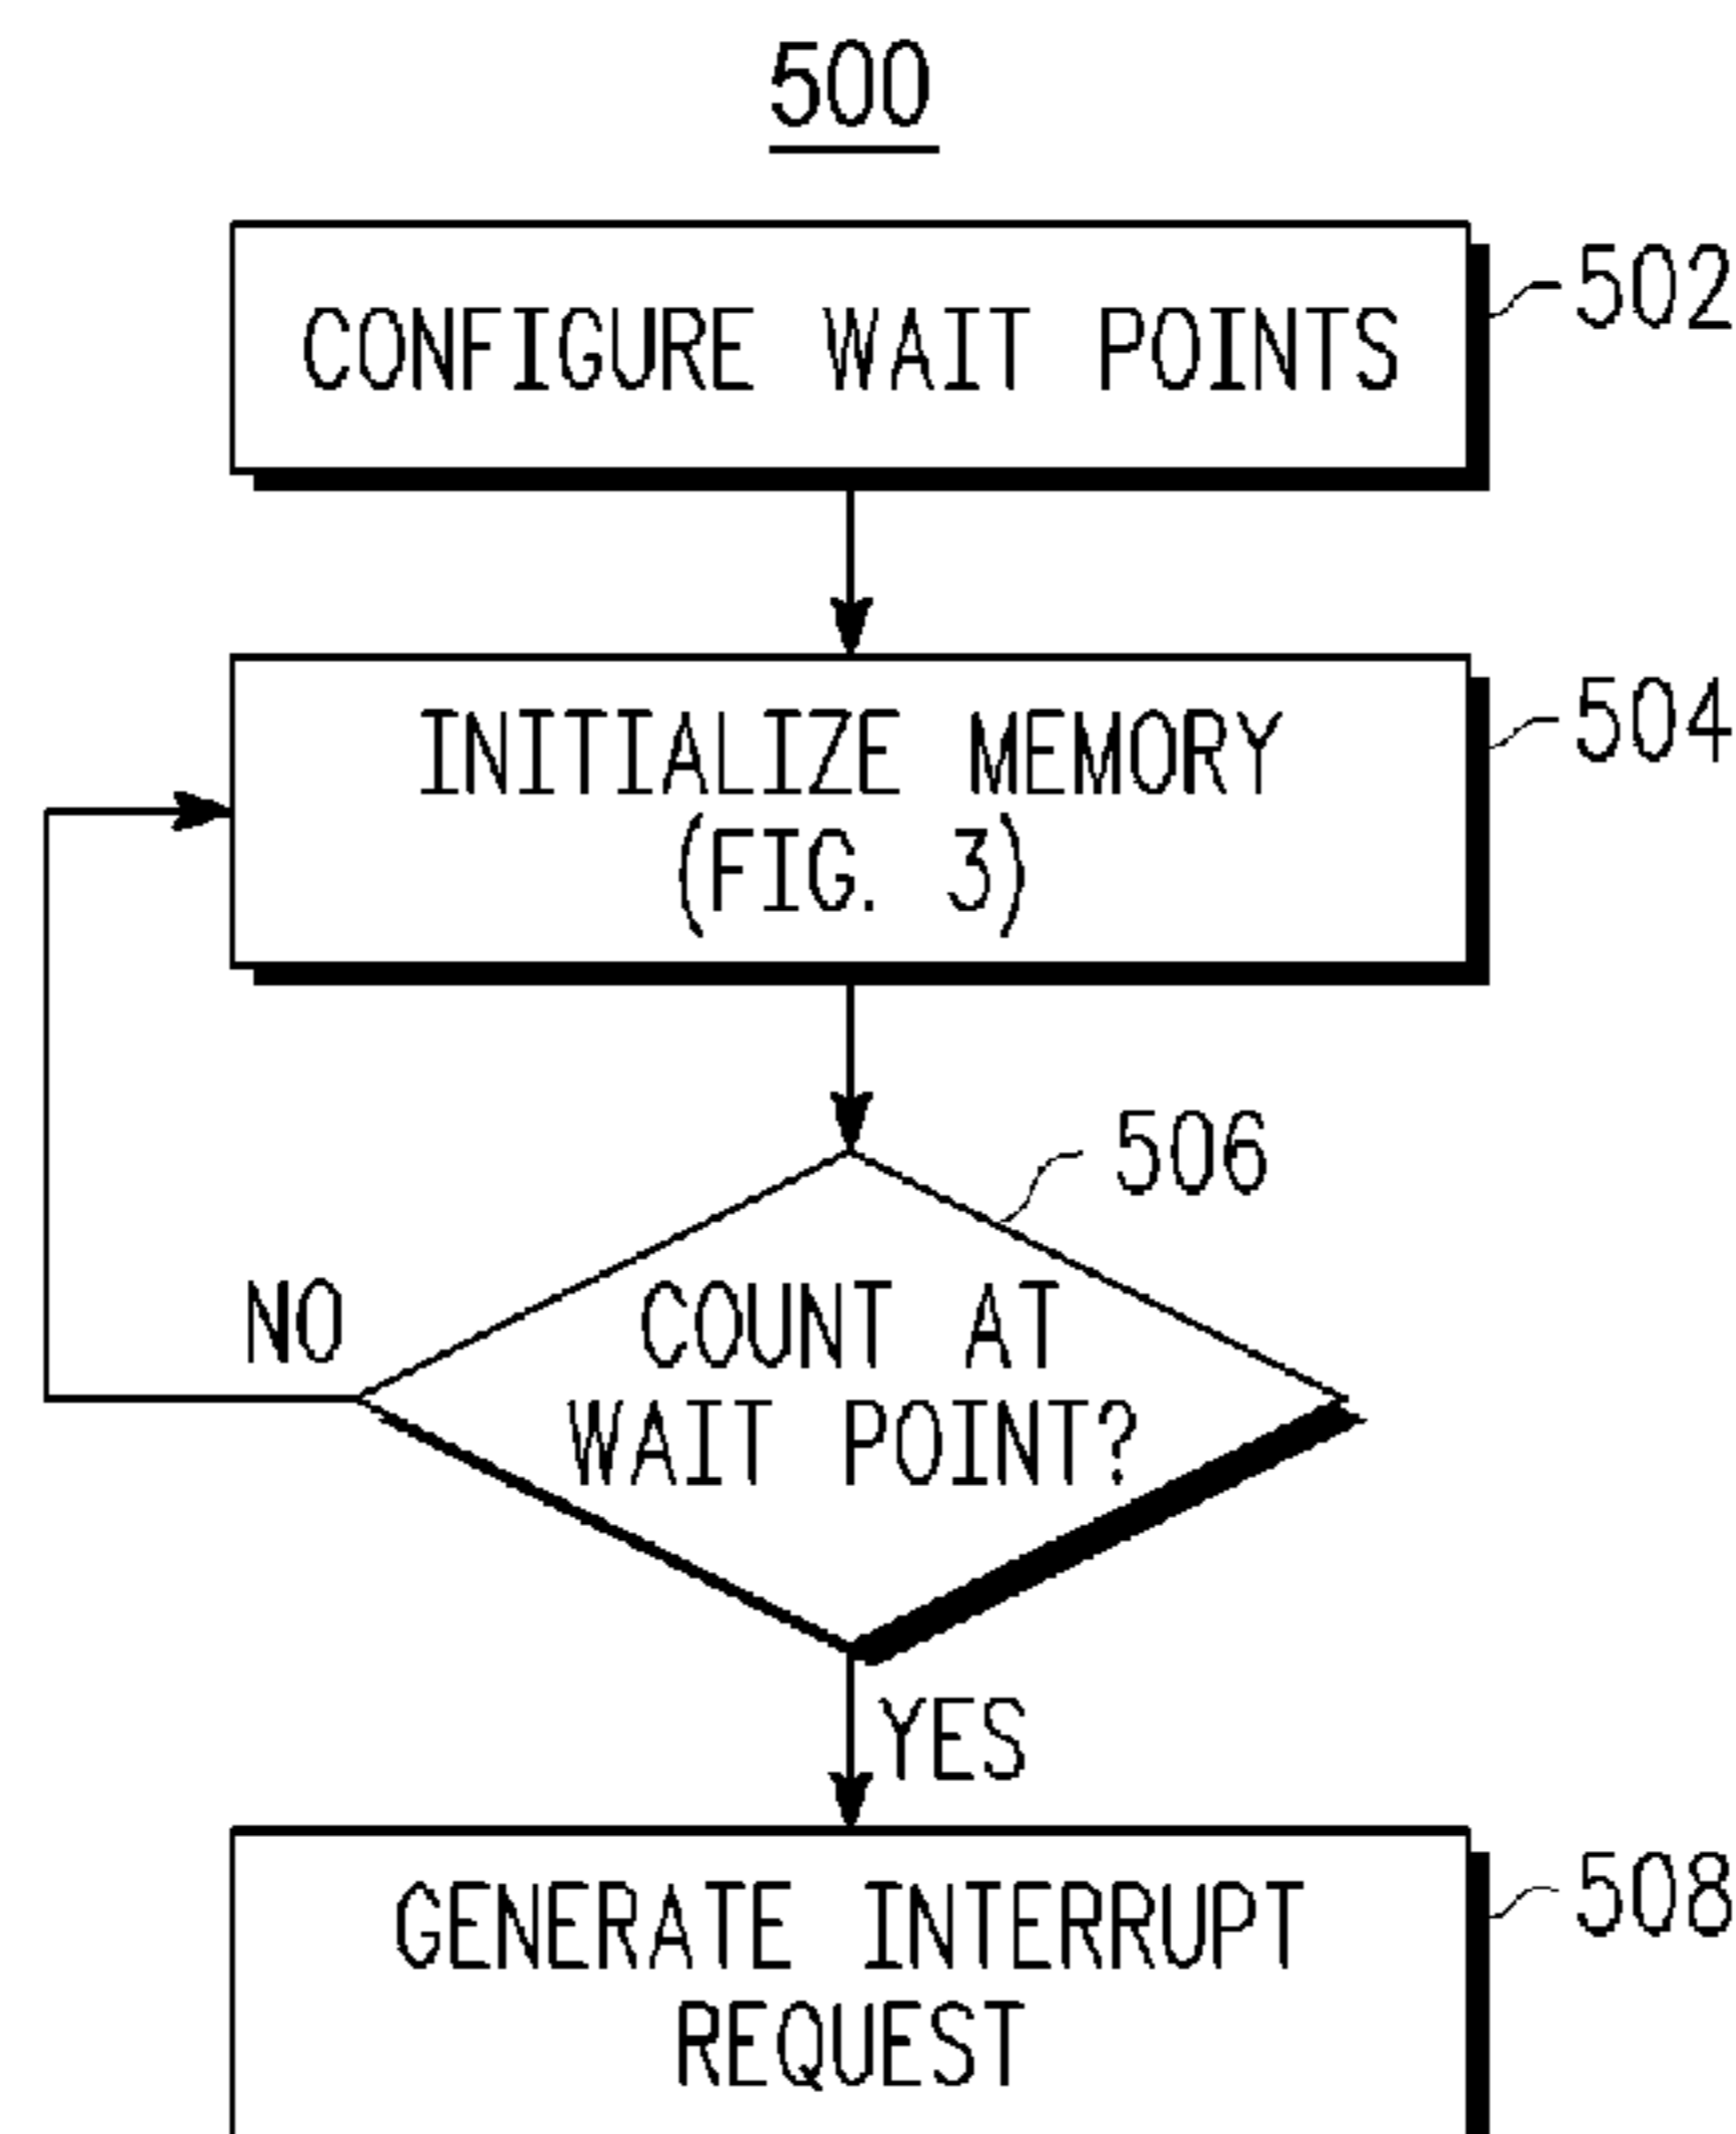 500
CONFIGURE WAIT POINTS
502
INITIALIZE MEMORY
(FIG. 3)
504
506
COUNT AT
WAIT POINT?
NO
YES
GENERATE INTERRUPT
REQUEST
508